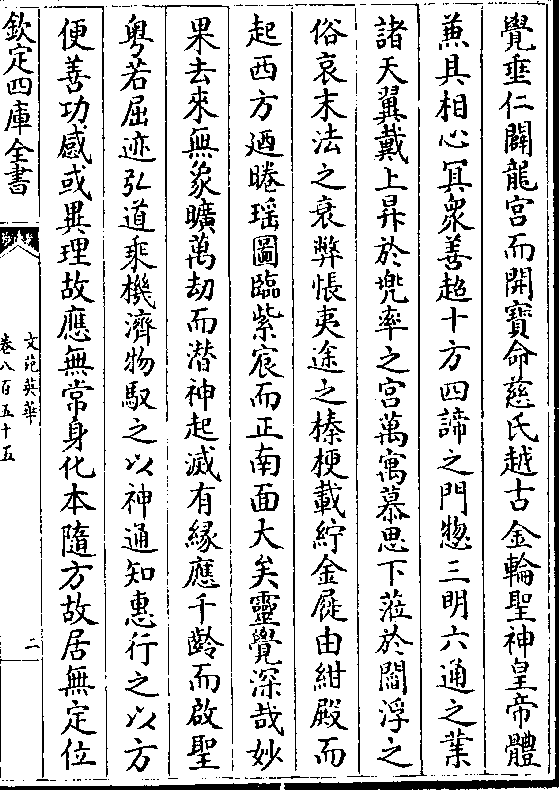 覺垂仁闢龍宫而開寶命慈氏越古金輪聖神皇帝體
兼具相心冥衆善超十方四諦之門惣三明六通之業
諸天翼戴上昇於兠率之宫萬寓慕思下蒞於閻浮之
俗哀末法之衰弊悵夷途之榛梗載紆金屣由紺殿而
起西方迺睠瑶圖臨紫宸而正南面大矣靈覺深哉妙
果去來無象曠萬劫而潛神起滅有緣應千齡而啟聖
粤若屈迹弘道乘機濟物馭之以神通知惠行之以方
便善功感或異理故應無常身化本隨方故居無定位
欽定四庫全書
文苑英華
卷八百五十五
二